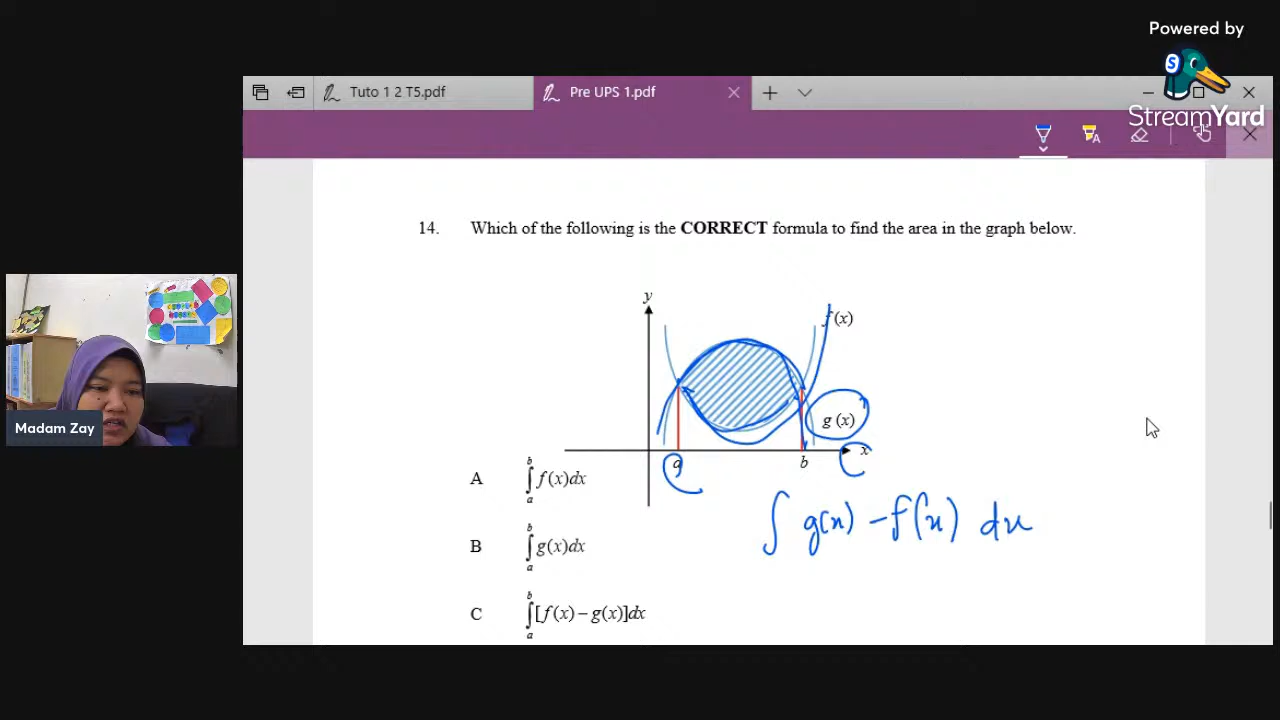 Powered by
StreamYard
Tuto 1 2 T5.pdf
Pre UPS 1.pdf
14. Which of the following is the CORRECT formula to find the area in the graph below.
y
f(x)
g (x)
x
a
b
A ∫ₐᵇ f(x)dx
∫ g(x) - f(x) dx
B ∫ₐᵇ g(x)dx
C ∫ₐᵇ [f(x) – g(x)]dx
Madam Zay